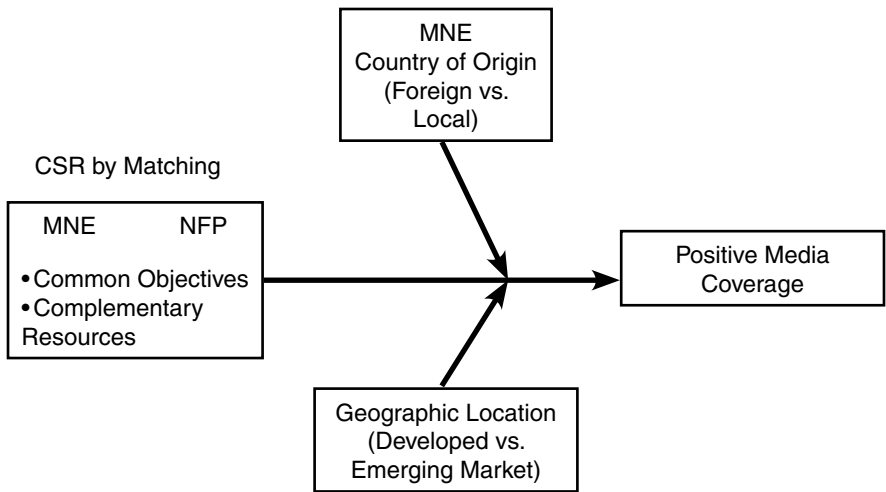 MNE
Country of Origin
(Foreign vs.
Local)
CSR by Matching
MNE NFP
•Common Objectives
•Complementary
Resources
Positive Media
Coverage
Geographic Location
(Developed vs.
Emerging Market)